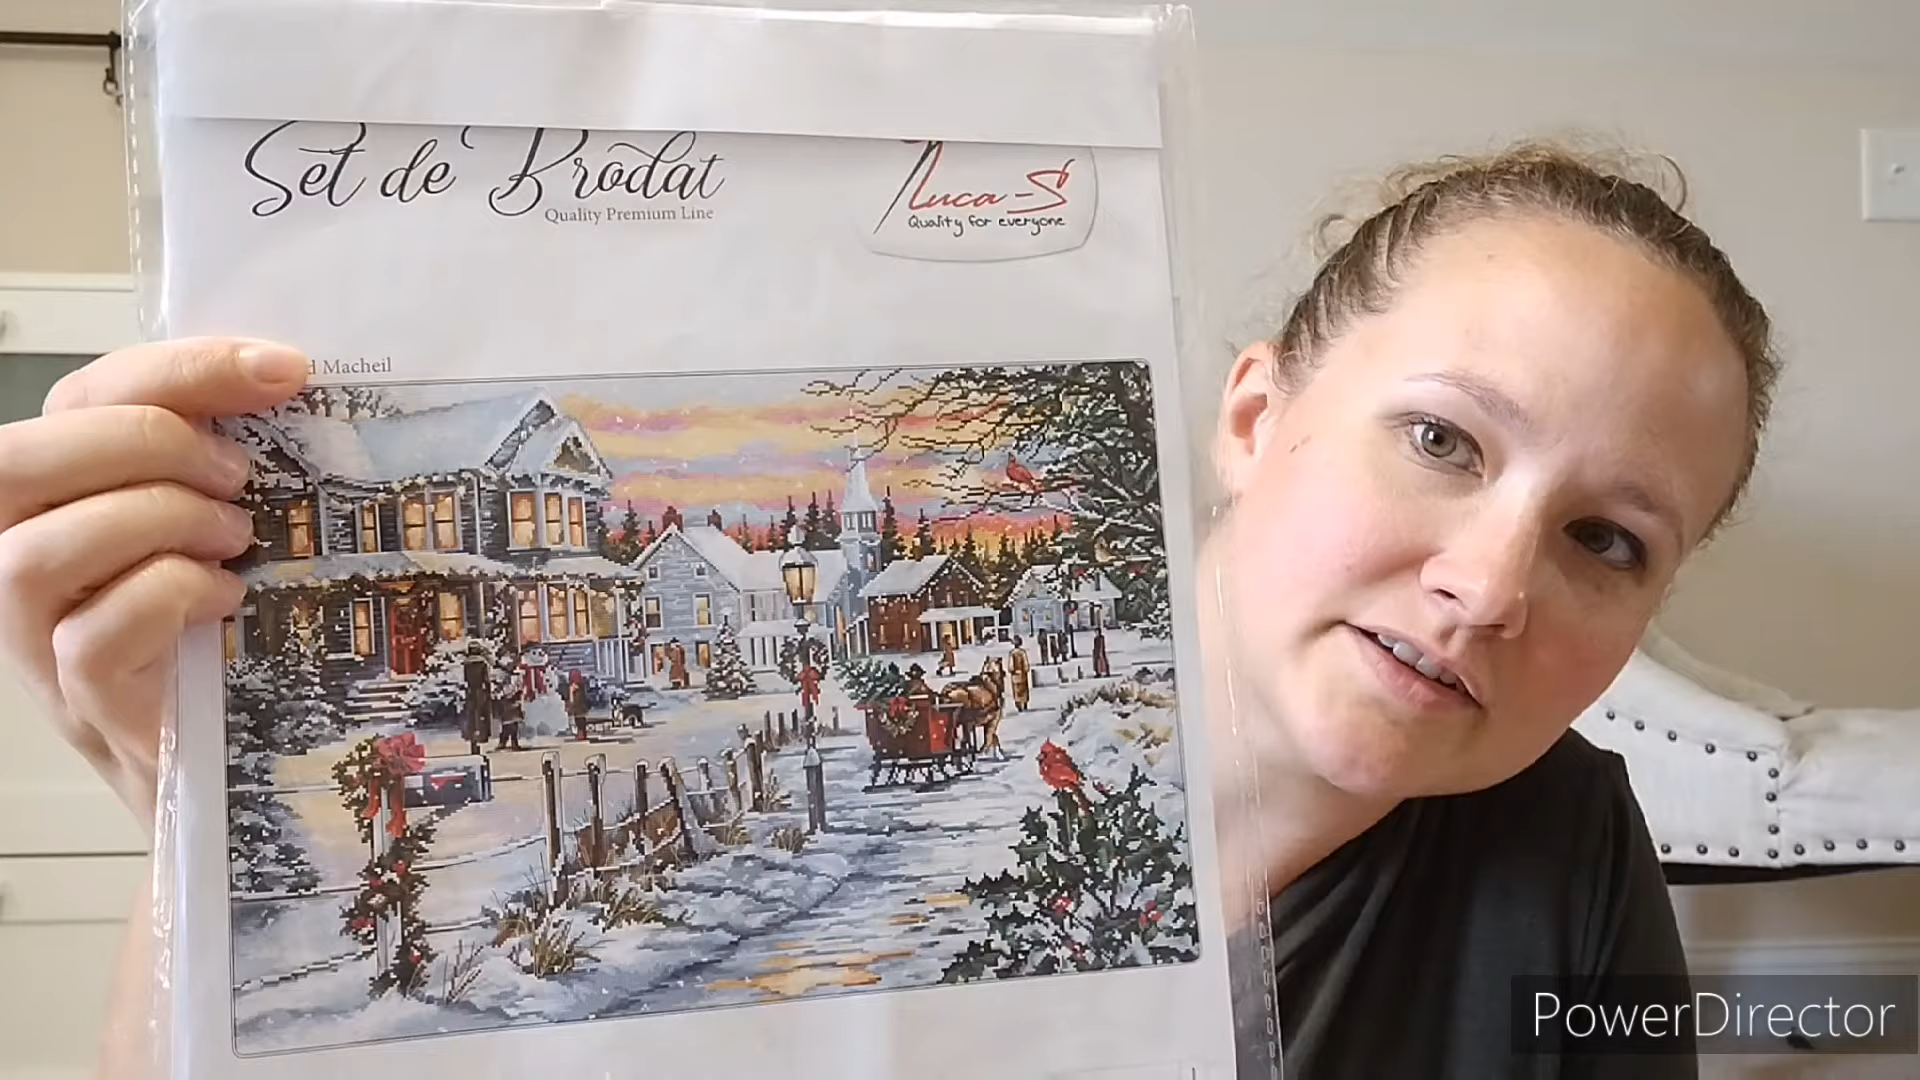 Set de Brodat
Quality Premium Line
Luca-S
Quality for everyone
Macheil
PowerDirector